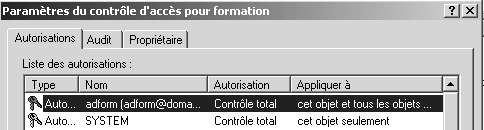 Paramètres du contrôle d'accès pour formation
Autorisations Audit Propriétaire
Liste des autorisations :
Type Nom Autorisation Appliquer à
Auto... adform (adform@doma... Contrôle total cet objet et tous les objets ...
Auto... SYSTEM Contrôle total cet objet seulement